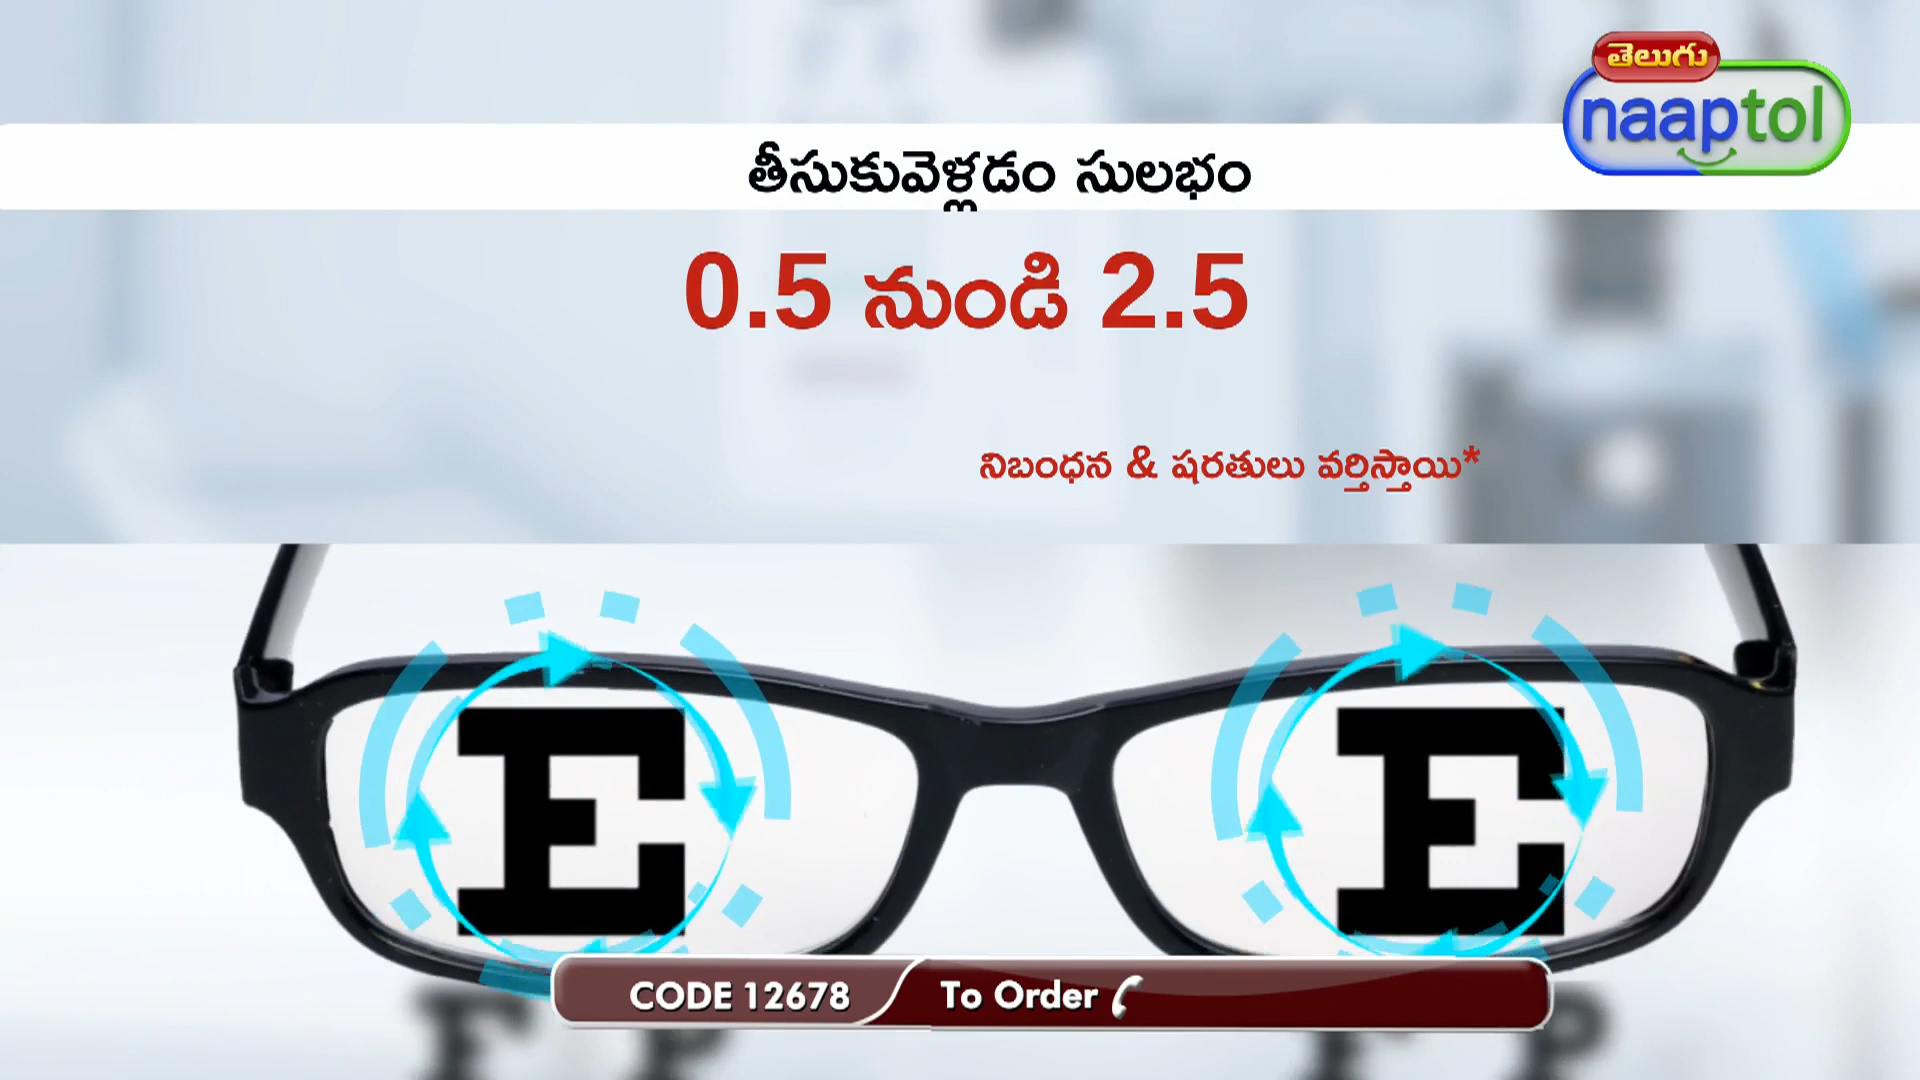 తెలుగు
naaptol
తీసుకువెళ్లడం సులభం
0.5 నుండి 2.5
నిబంధన & షరతులు వర్తిస్తాయి*
E E
CODE 12678 To Order
E P E P